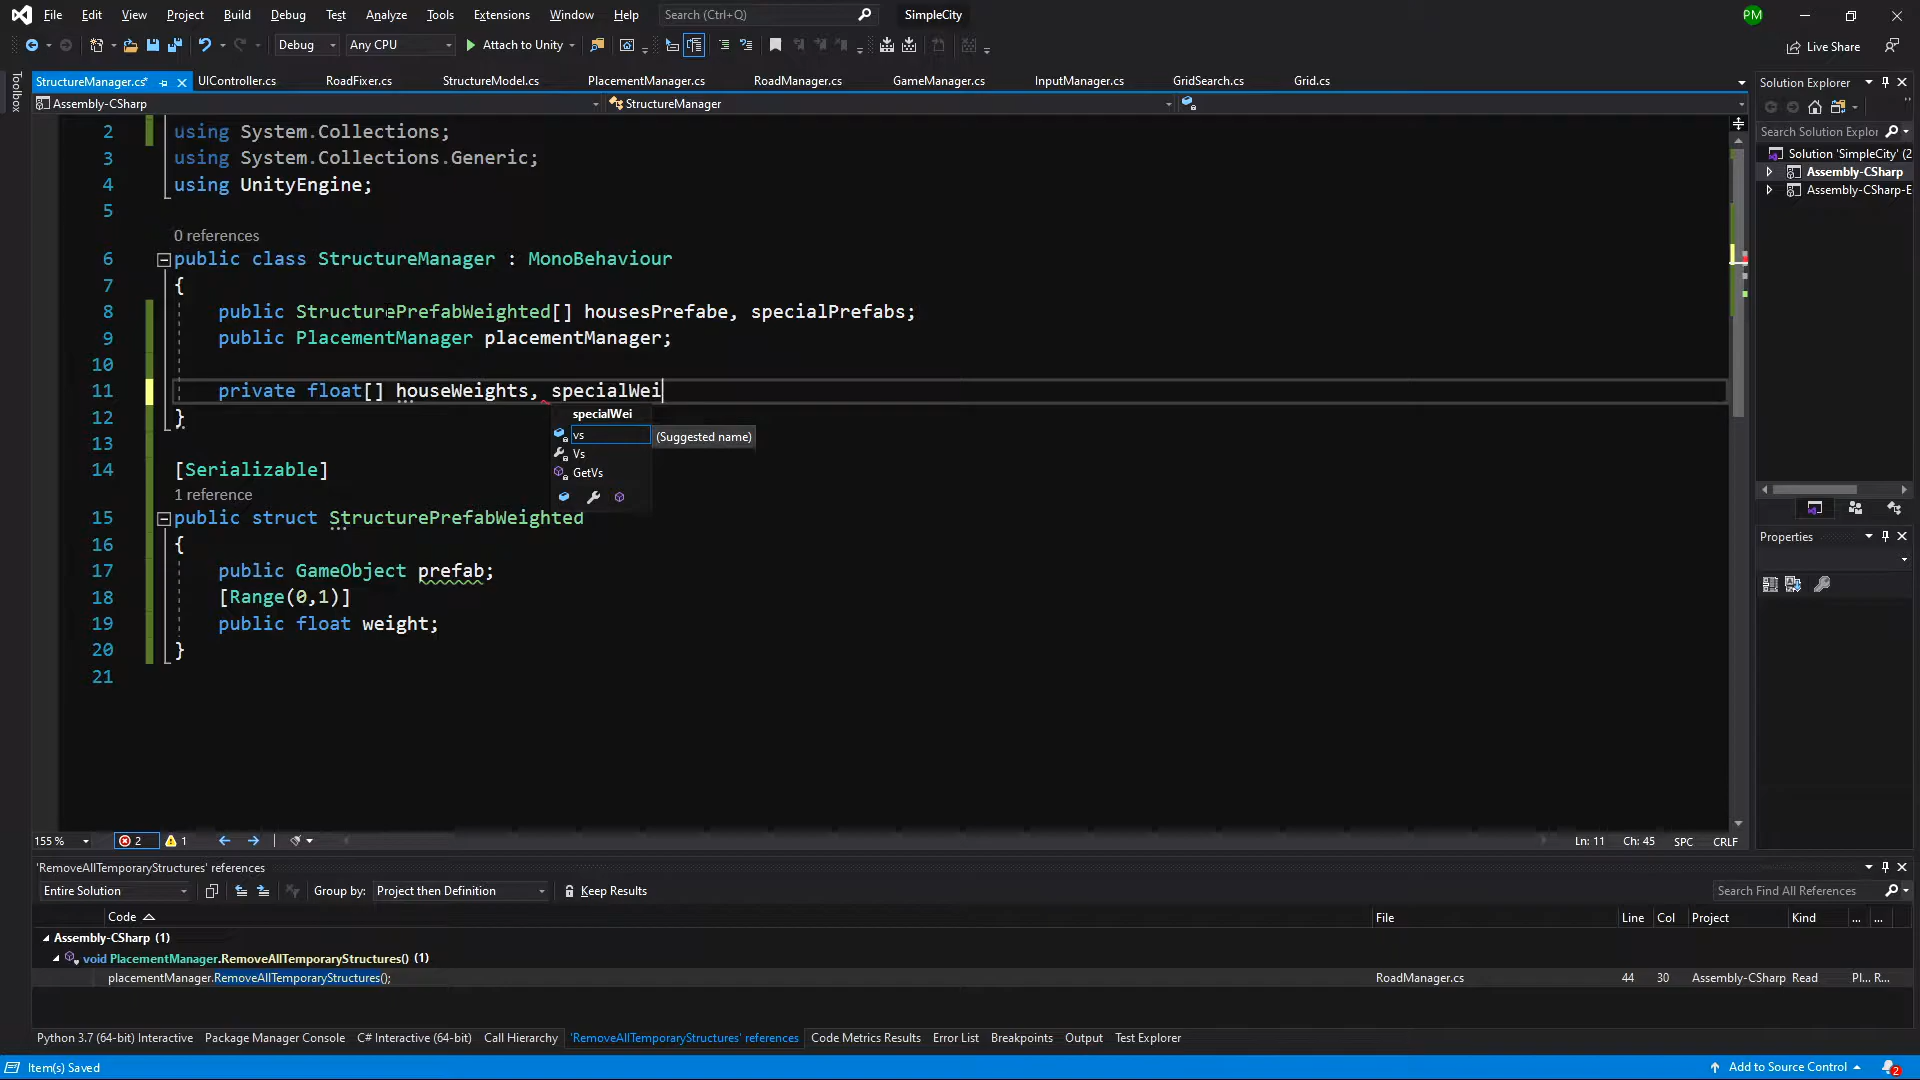 File Edit View Project Build Debug Test Analyze Tools Extensions Window Help Search (Ctrl+Q) SimpleCity PM
Debug Any CPU Attach to Unity Live Share
Toolbox
StructureManager.cs* UIController.cs RoadFixer.cs StructureModel.cs PlacementManager.cs RoadManager.cs GameManager.cs InputManager.cs GridSearch.cs Grid.cs
Assembly-CSharp StructureManager
2 using System.Collections;
3 using System.Collections.Generic;
4 using UnityEngine;
5
0 references
6 public class StructureManager : MonoBehaviour
7 {
8 public StructurePrefabWeighted[] housesPrefabe, specialPrefabs;
9 public PlacementManager placementManager;
10
11 private float[] houseWeights, specialWei
12 }
specialWei
vs (Suggested name)
Vs
GetVs
13
14 [Serializable]
1 reference
15 public struct StructurePrefabWeighted
16 {
17 public GameObject prefab;
18 [Range(0,1)]
19 public float weight;
20 }
21
155 % 2 1 Ln: 11 Ch: 45 SPC CRLF
Solution Explorer
Search Solution Explor
Solution 'SimpleCity' (2
Assembly-CSharp
Assembly-CSharp-E
Properties
'RemoveAllTemporaryStructures' references
Entire Solution Group by: Project then Definition Keep Results Search Find All References
Code File Line Col Project Kind ... ...
Assembly-CSharp (1)
void PlacementManager.RemoveAllTemporaryStructures() (1)
placementManager.RemoveAllTemporaryStructures(); RoadManager.cs 44 30 Assembly-CSharp Read Pl... R...
Python 3.7 (64-bit) Interactive Package Manager Console C# Interactive (64-bit) Call Hierarchy 'RemoveAllTemporaryStructures' references Code Metrics Results Error List Breakpoints Output Test Explorer
Item(s) Saved Add to Source Control 2